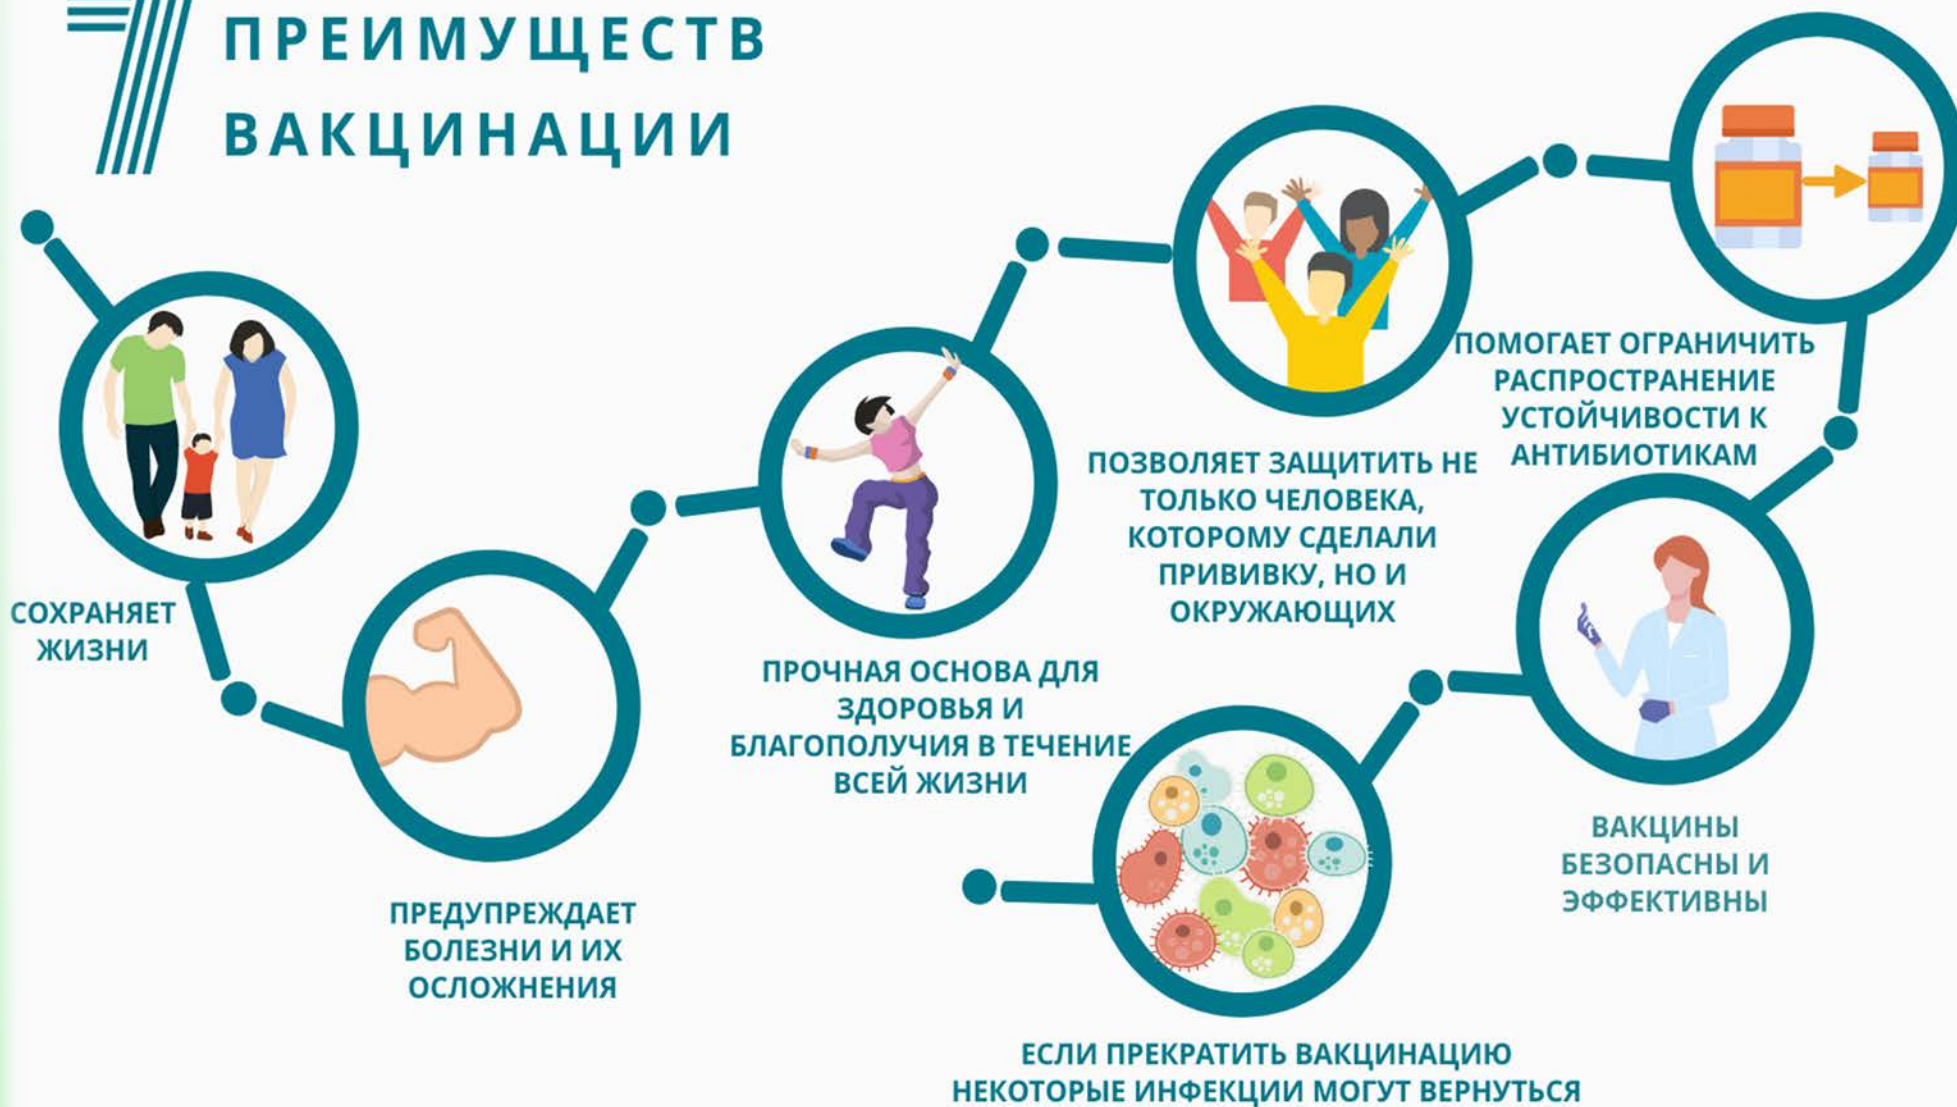 7 ПРЕИМУЩЕСТВ
ВАКЦИНАЦИИ
СОХРАНЯЕТ
ЖИЗНИ
ПРЕДУПРЕЖДАЕТ
БОЛЕЗНИ И ИХ
ОСЛОЖНЕНИЯ
ПРОЧНАЯ ОСНОВА ДЛЯ
ЗДОРОВЬЯ И
БЛАГОПОЛУЧИЯ В ТЕЧЕНИЕ
ВСЕЙ ЖИЗНИ
ПОЗВОЛЯЕТ ЗАЩИТИТЬ НЕ
ТОЛЬКО ЧЕЛОВЕКА,
КОТОРОМУ СДЕЛАЛИ
ПРИВИВКУ, НО И
ОКРУЖАЮЩИХ
ПОМОГАЕТ ОГРАНИЧИТЬ
РАСПРОСТРАНЕНИЕ
УСТОЙЧИВОСТИ К
АНТИБИОТИКАМ
ВАКЦИНЫ
БЕЗОПАСНЫ И
ЭФФЕКТИВНЫ
ЕСЛИ ПРЕКРАТИТЬ ВАКЦИНАЦИЮ
НЕКОТОРЫЕ ИНФЕКЦИИ МОГУТ ВЕРНУТЬСЯ